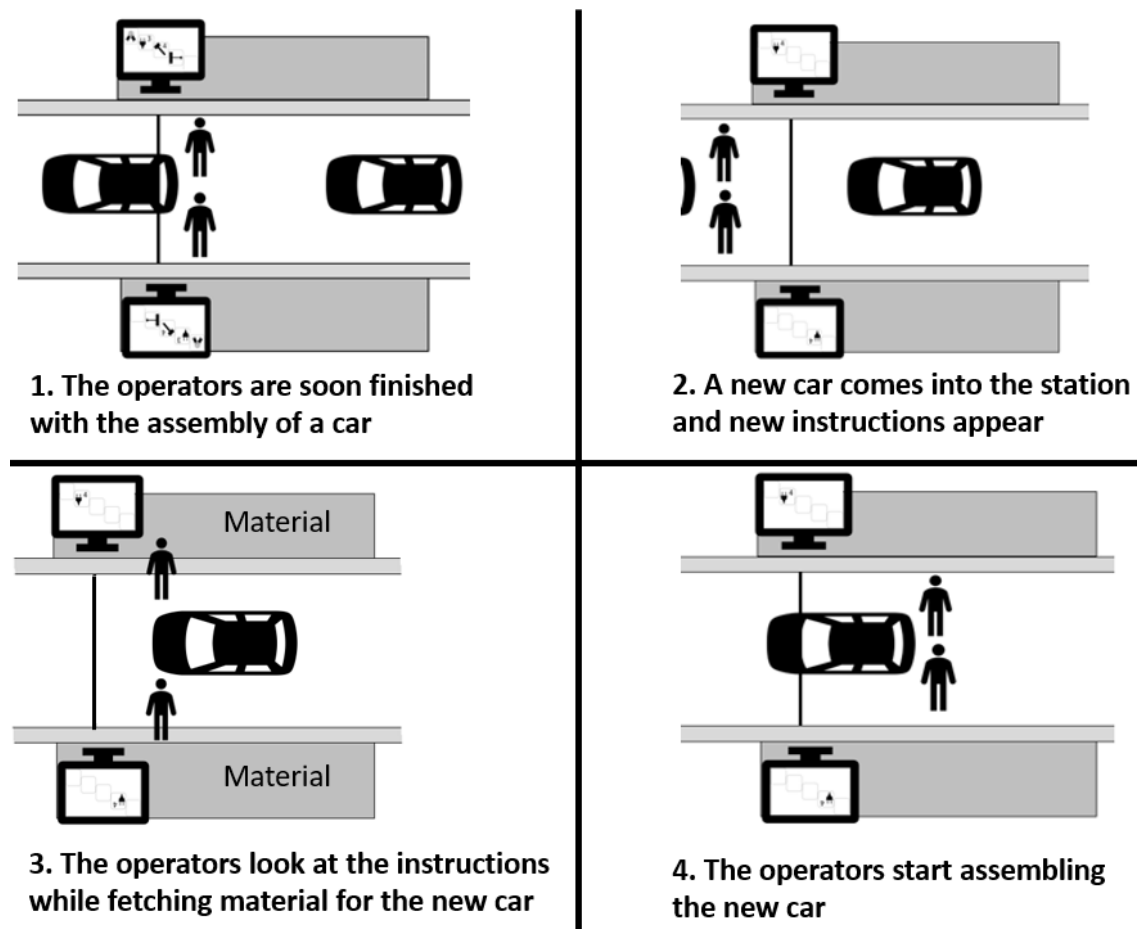 1. The operators are soon finished
with the assembly of a car
2. A new car comes into the station
and new instructions appear
Material
Material
3. The operators look at the instructions
while fetching material for the new car
4. The operators start assembling
the new car